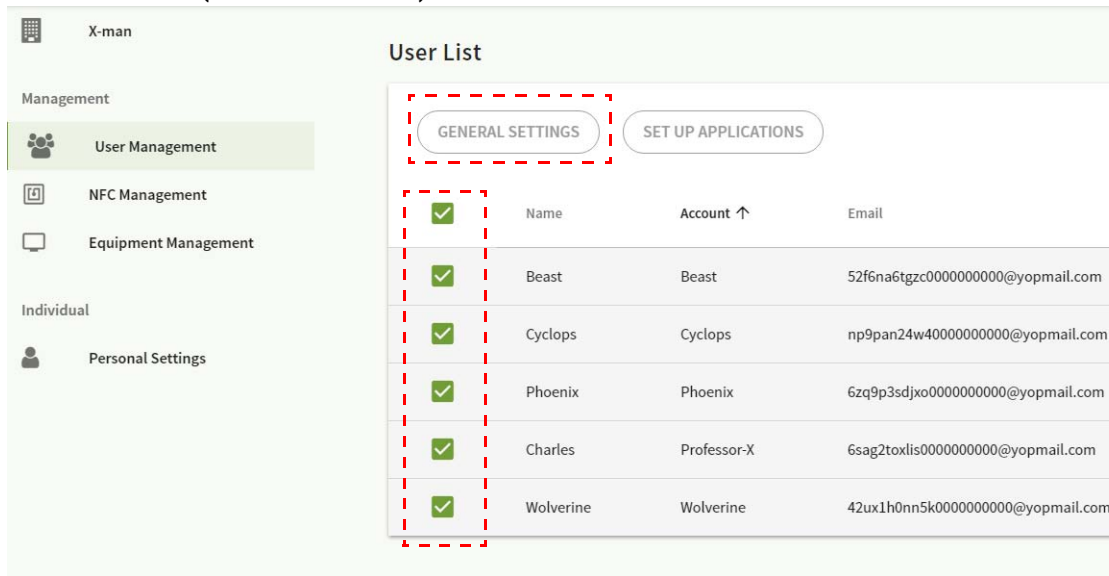 X-man
User List
Management
GENERAL SETTINGS SET UP APPLICATIONS
User Management
NFC Management
Name Account ↑ Email
Equipment Management
Beast Beast 52f6na6tgzc0000000000@yopmail.com
Individual
Cyclops Cyclops np9pan24w40000000000@yopmail.com
Personal Settings
Phoenix Phoenix 6zq9p3sdjxo0000000000@yopmail.com
Charles Professor-X 6sag2toxlis0000000000@yopmail.com
Wolverine Wolverine 42ux1h0nn5k0000000000@yopmail.com